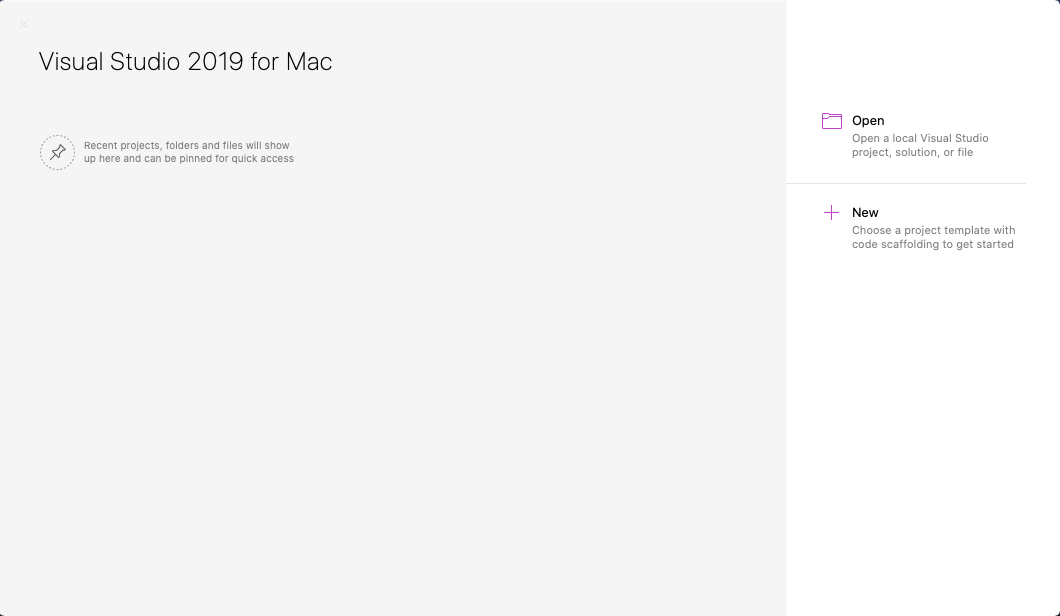 Visual Studio 2019 for Mac
Recent projects, folders and files will show
up here and can be pinned for quick access
Open
Open a local Visual Studio
project, solution, or file
New
Choose a project template with
code scaffolding to get started